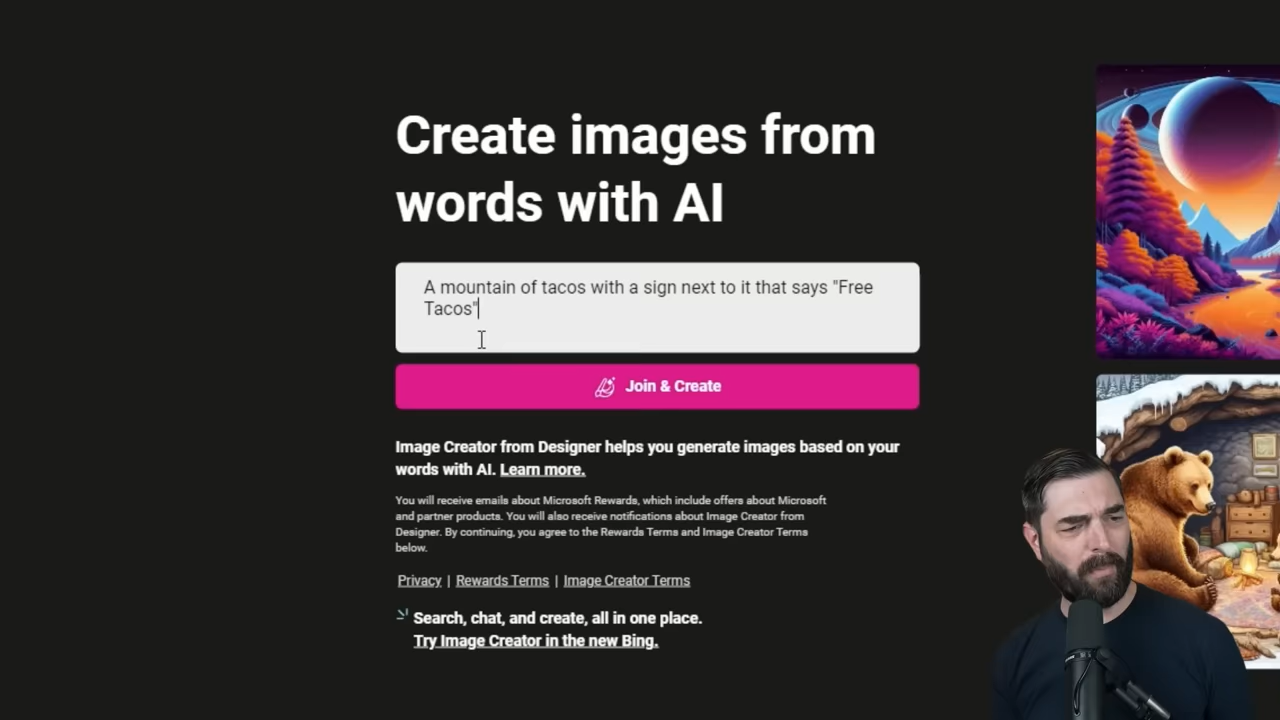 Create images from
words with AI
A mountain of tacos with a sign next to it that says "Free
Tacos"
Join & Create
Image Creator from Designer helps you generate images based on your
words with AI. Learn more.
You will receive emails about Microsoft Rewards, which include offers about Microsoft
and partner products. You will also receive notifications about Image Creator from
Designer. By continuing, you agree to the Rewards Terms and Image Creator Terms
below.
Privacy | Rewards Terms | Image Creator Terms
Search, chat, and create, all in one place.
Try Image Creator in the new Bing.